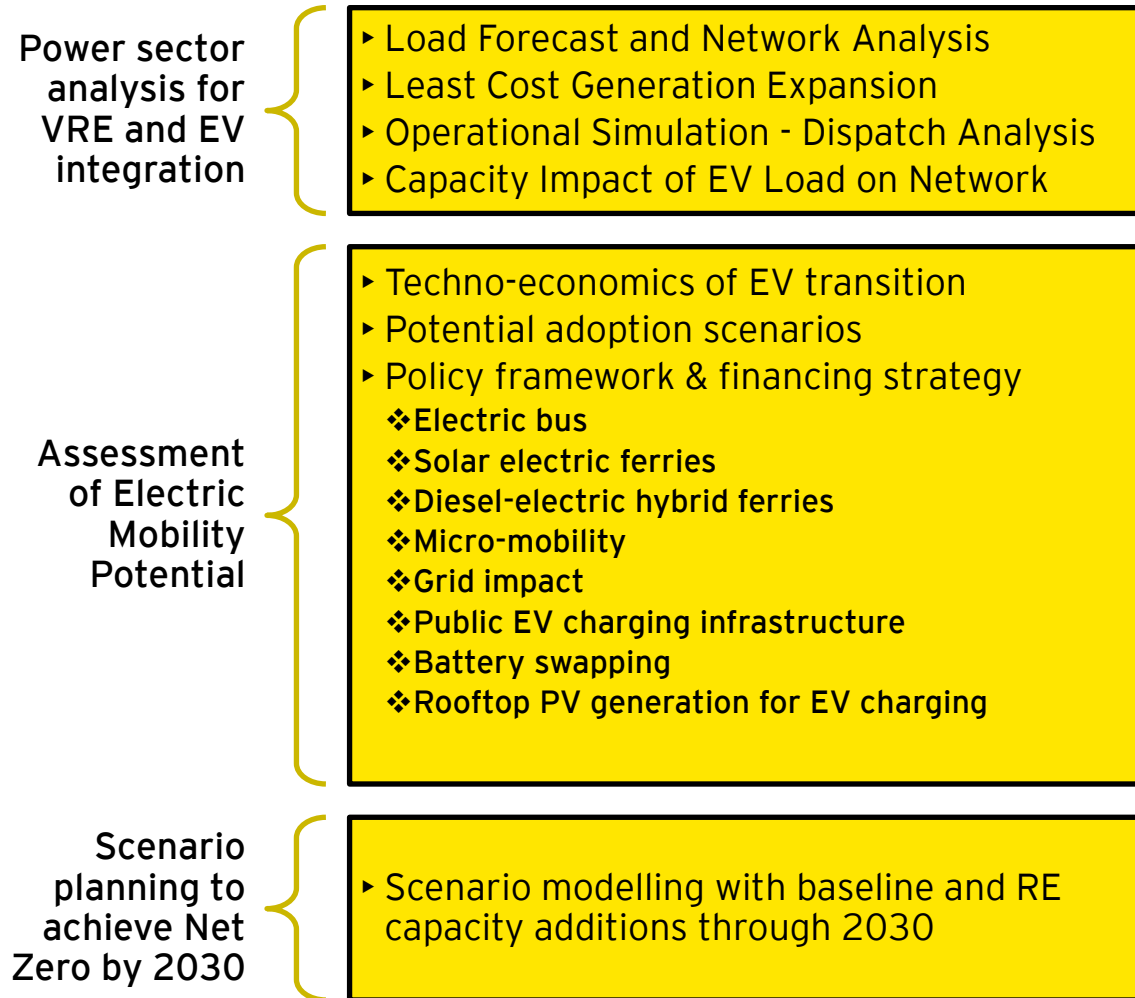 Power sector
analysis for
VRE and EV
integration
‣ Load Forecast and Network Analysis
‣ Least Cost Generation Expansion
‣ Operational Simulation - Dispatch Analysis
‣ Capacity Impact of EV Load on Network
Assessment
of Electric
Mobility
Potential
‣ Techno-economics of EV transition
‣ Potential adoption scenarios
‣ Policy framework & financing strategy
❖Electric bus
❖Solar electric ferries
❖Diesel-electric hybrid ferries
❖Micro-mobility
❖Grid impact
❖Public EV charging infrastructure
❖Battery swapping
❖Rooftop PV generation for EV charging
Scenario
planning to
achieve Net
Zero by 2030
‣ Scenario modelling with baseline and RE
capacity additions through 2030